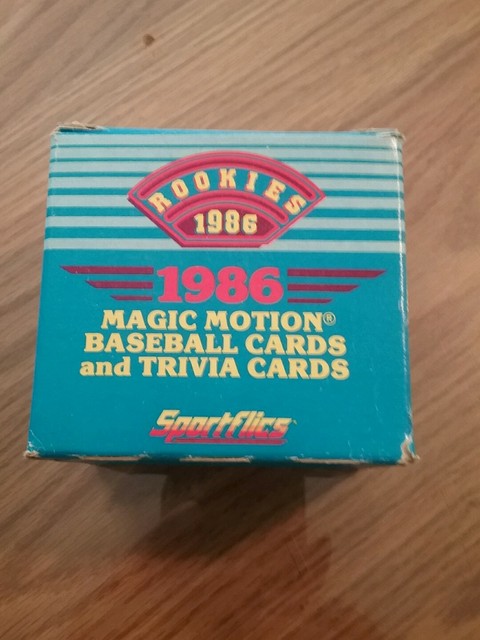 ROOKIES
1986
1986
MAGIC MOTION®
BASEBALL CARDS
and TRIVIA CARDS
Sportflics